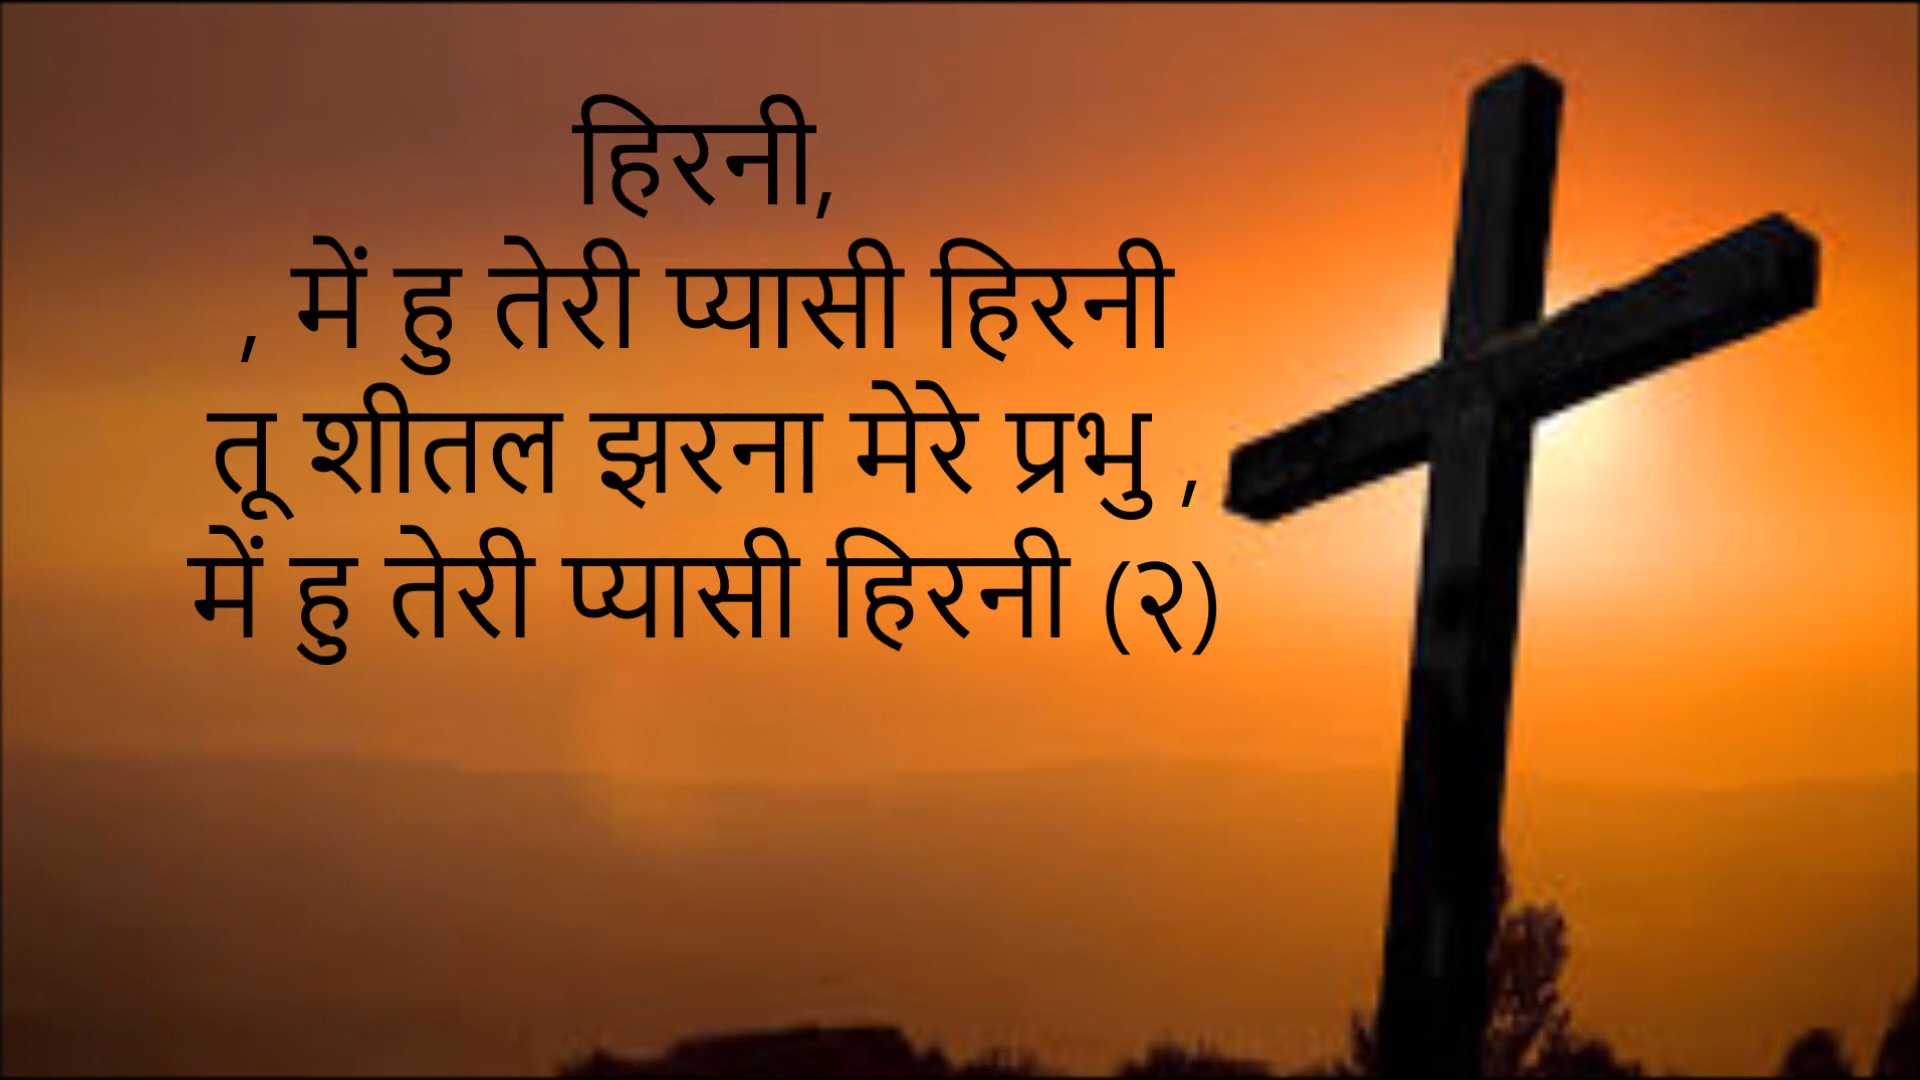 हिरनी,
, में हु तेरी प्यासी हिरनी
तू शीतल झरना मेरे प्रभु ,
में हु तेरी प्यासी हिरनी (२)